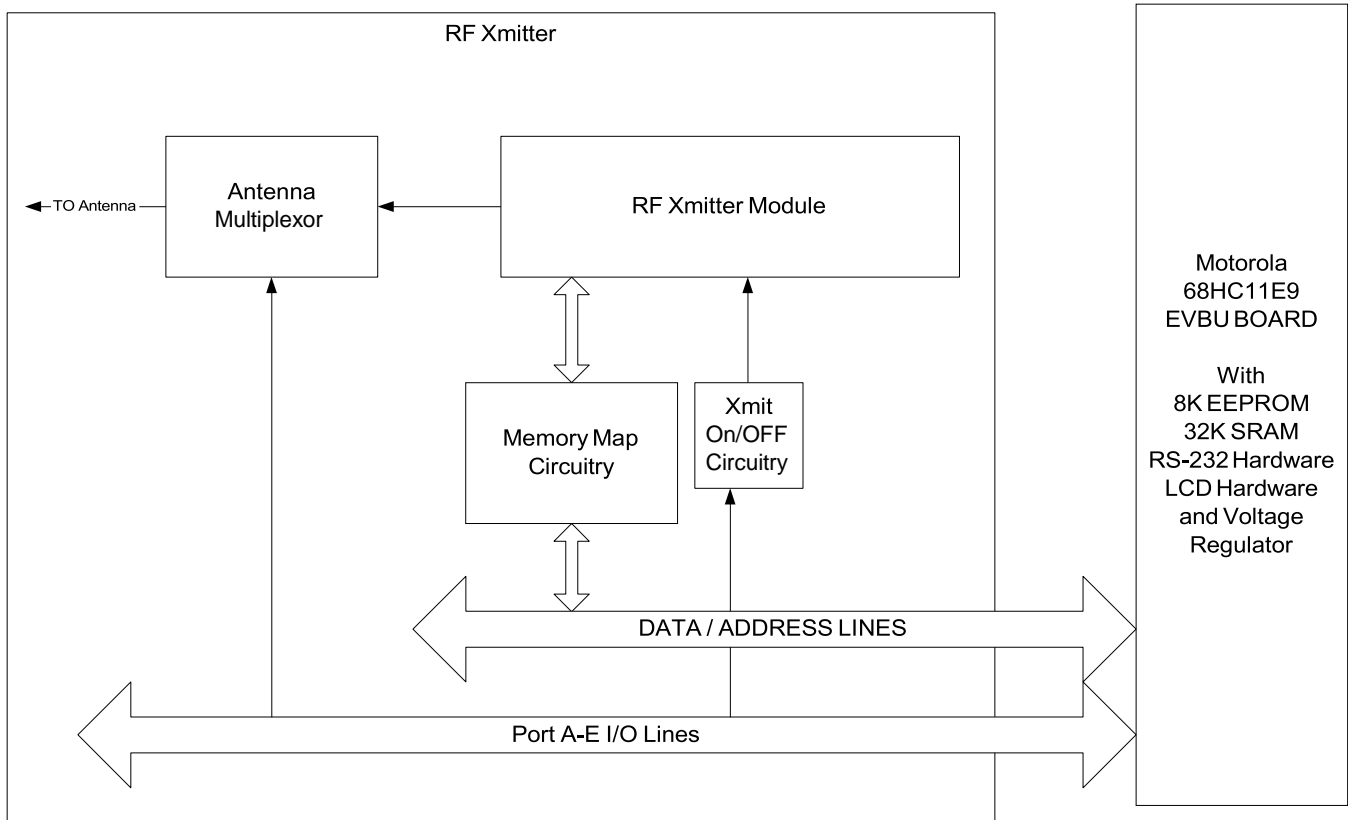 RF Xmitter
Antenna
Multiplexor
RF Xmitter Module
TO Antenna
Memory Map
Circuitry
Xmit
On/OFF
Circuitry
DATA / ADDRESS LINES
Port A-E I/O Lines
Motorola
68HC11E9
EVBU BOARD
With
8K EEPROM
32K SRAM
RS-232 Hardware
LCD Hardware
and Voltage
Regulator